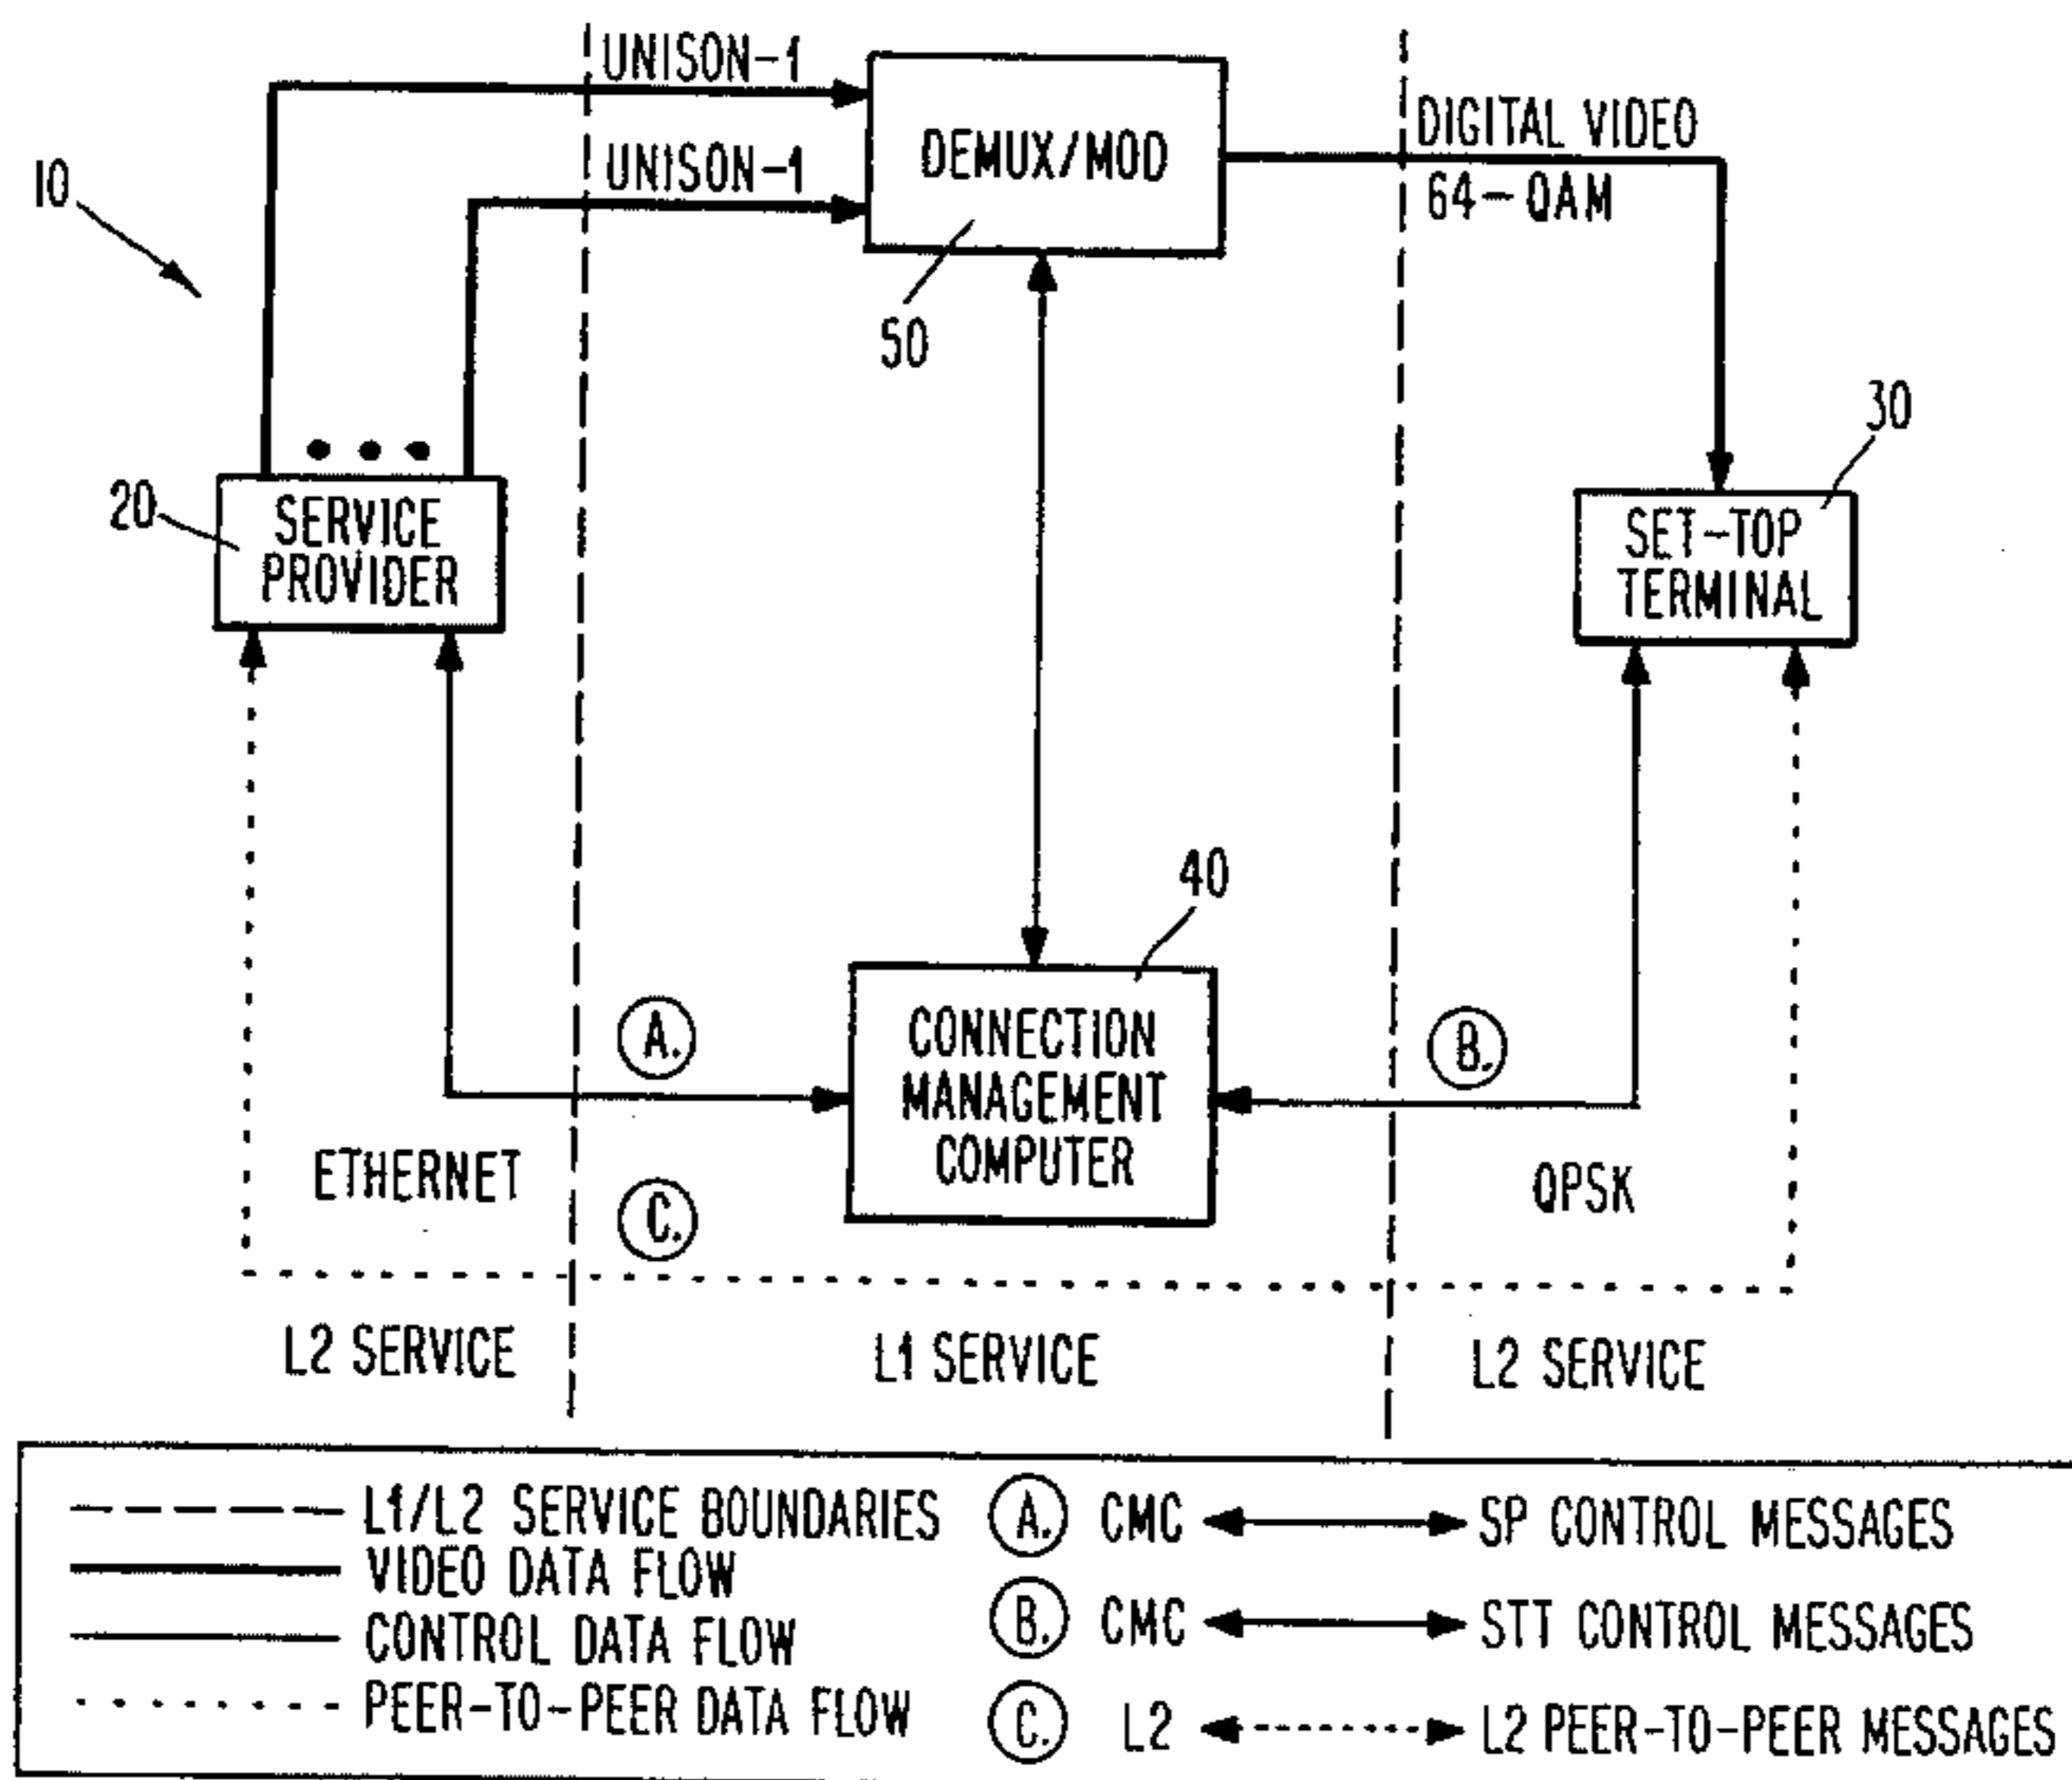 UNISON-1
DEMUX/MOD
DIGITAL VIDEO
64-QAM
UNISON-1
10
50
30
20
SERVICE
PROVIDER
SET-TOP
TERMINAL
40
A.
CONNECTION
MANAGEMENT
COMPUTER
B.
ETHERNET
C.
QPSK
L2 SERVICE
L1 SERVICE
L2 SERVICE
L1/L2 SERVICE BOUNDARIES
VIDEO DATA FLOW
CONTROL DATA FLOW
PEER-TO-PEER DATA FLOW
A. CMC SP CONTROL MESSAGES
B. CMC STT CONTROL MESSAGES
C. L2 L2 PEER-TO-PEER MESSAGES